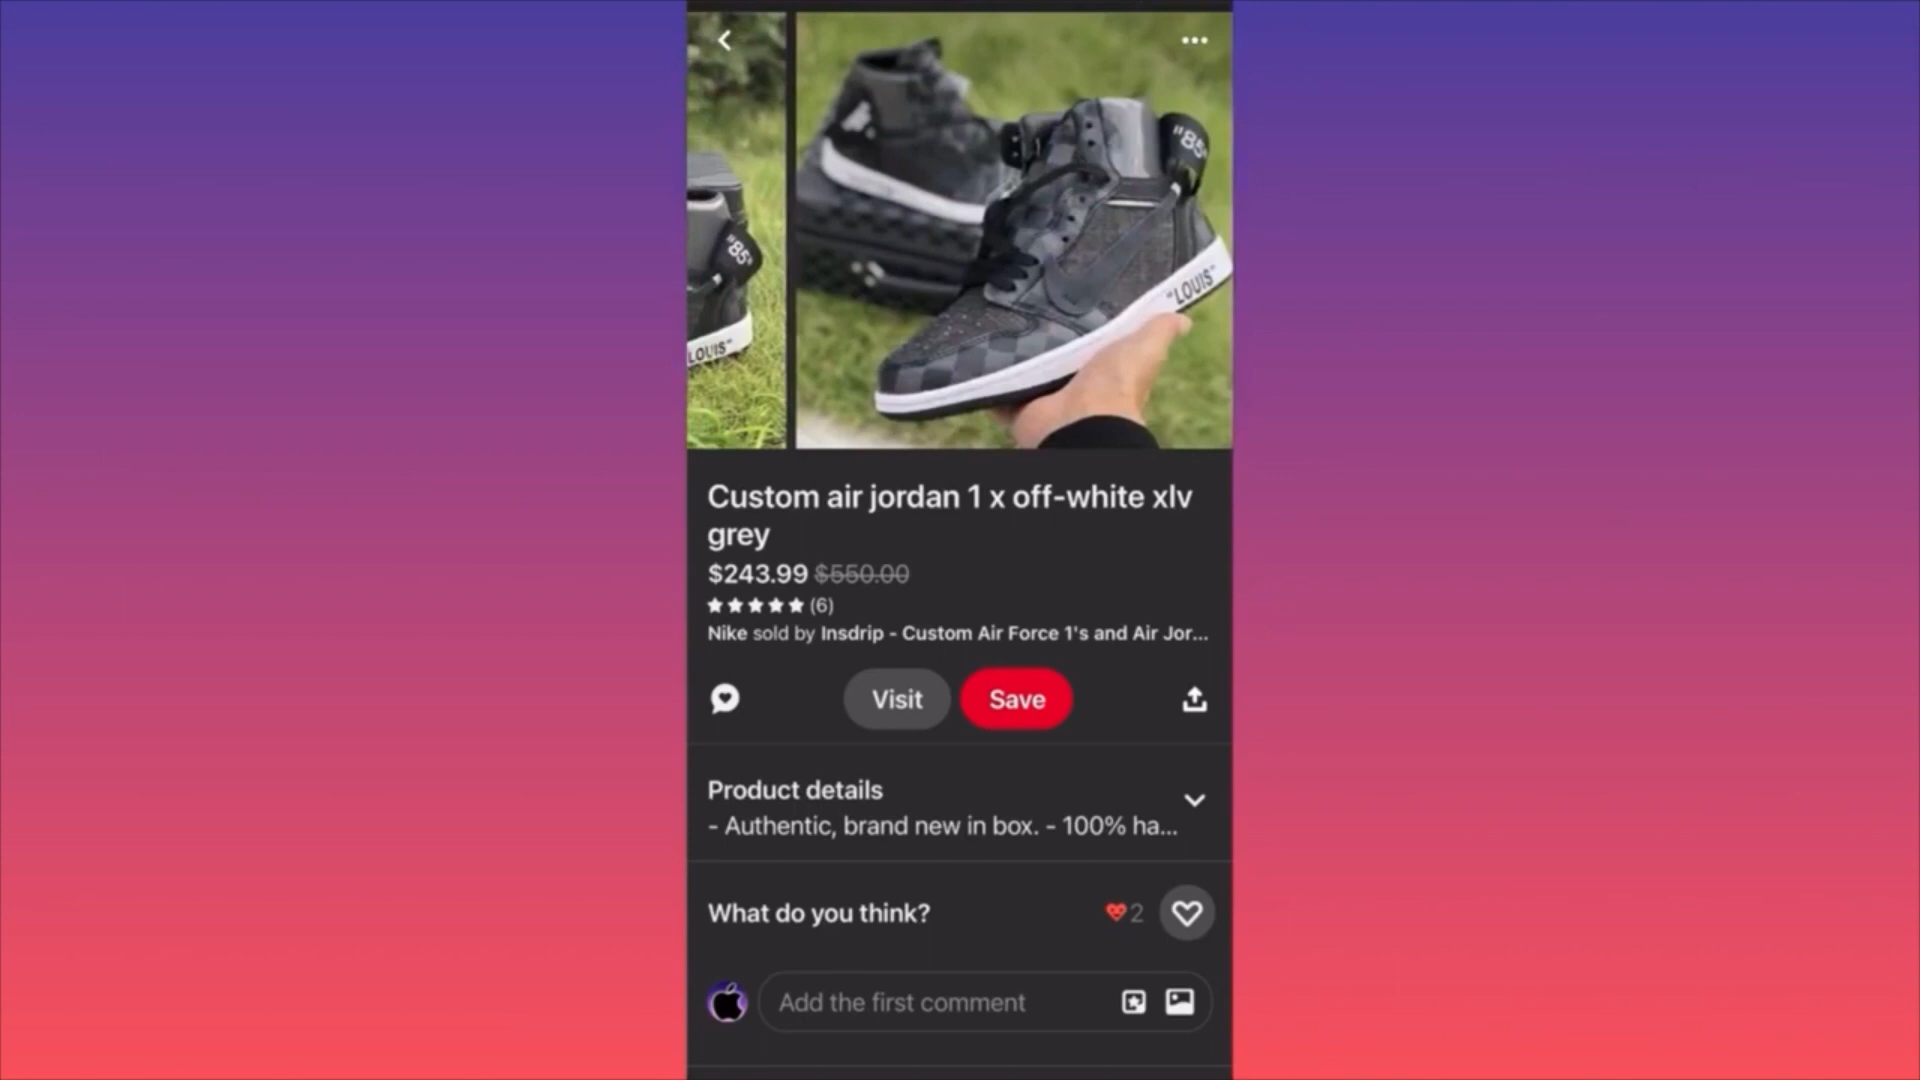 "85"
"85"
"LOUIS"
LOUIS"
Custom air jordan 1 x off-white xlv
grey
$243.99 $550.00
(6)
Nike sold by Insdrip - Custom Air Force 1's and Air Jor...
Visit
Save
Product details
- Authentic, brand new in box. - 100% ha...
What do you think?
2
Add the first comment